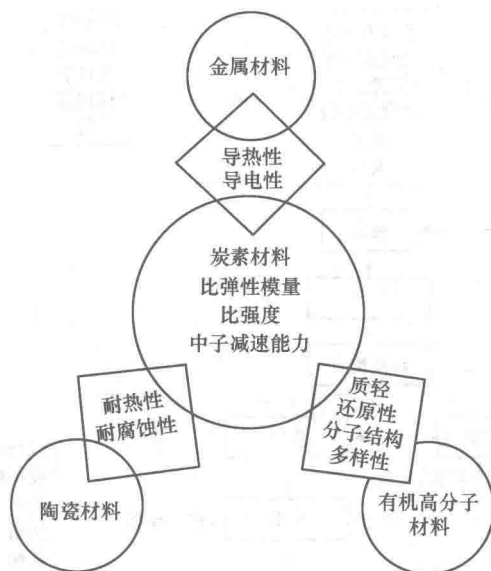 金属材料
导热性
导电性
炭素材料
比弹性模量
比强度
中子减速能力
耐热性
耐腐蚀性
质轻
还原性
分子结构
多样性
陶瓷材料
有机高分子
材料